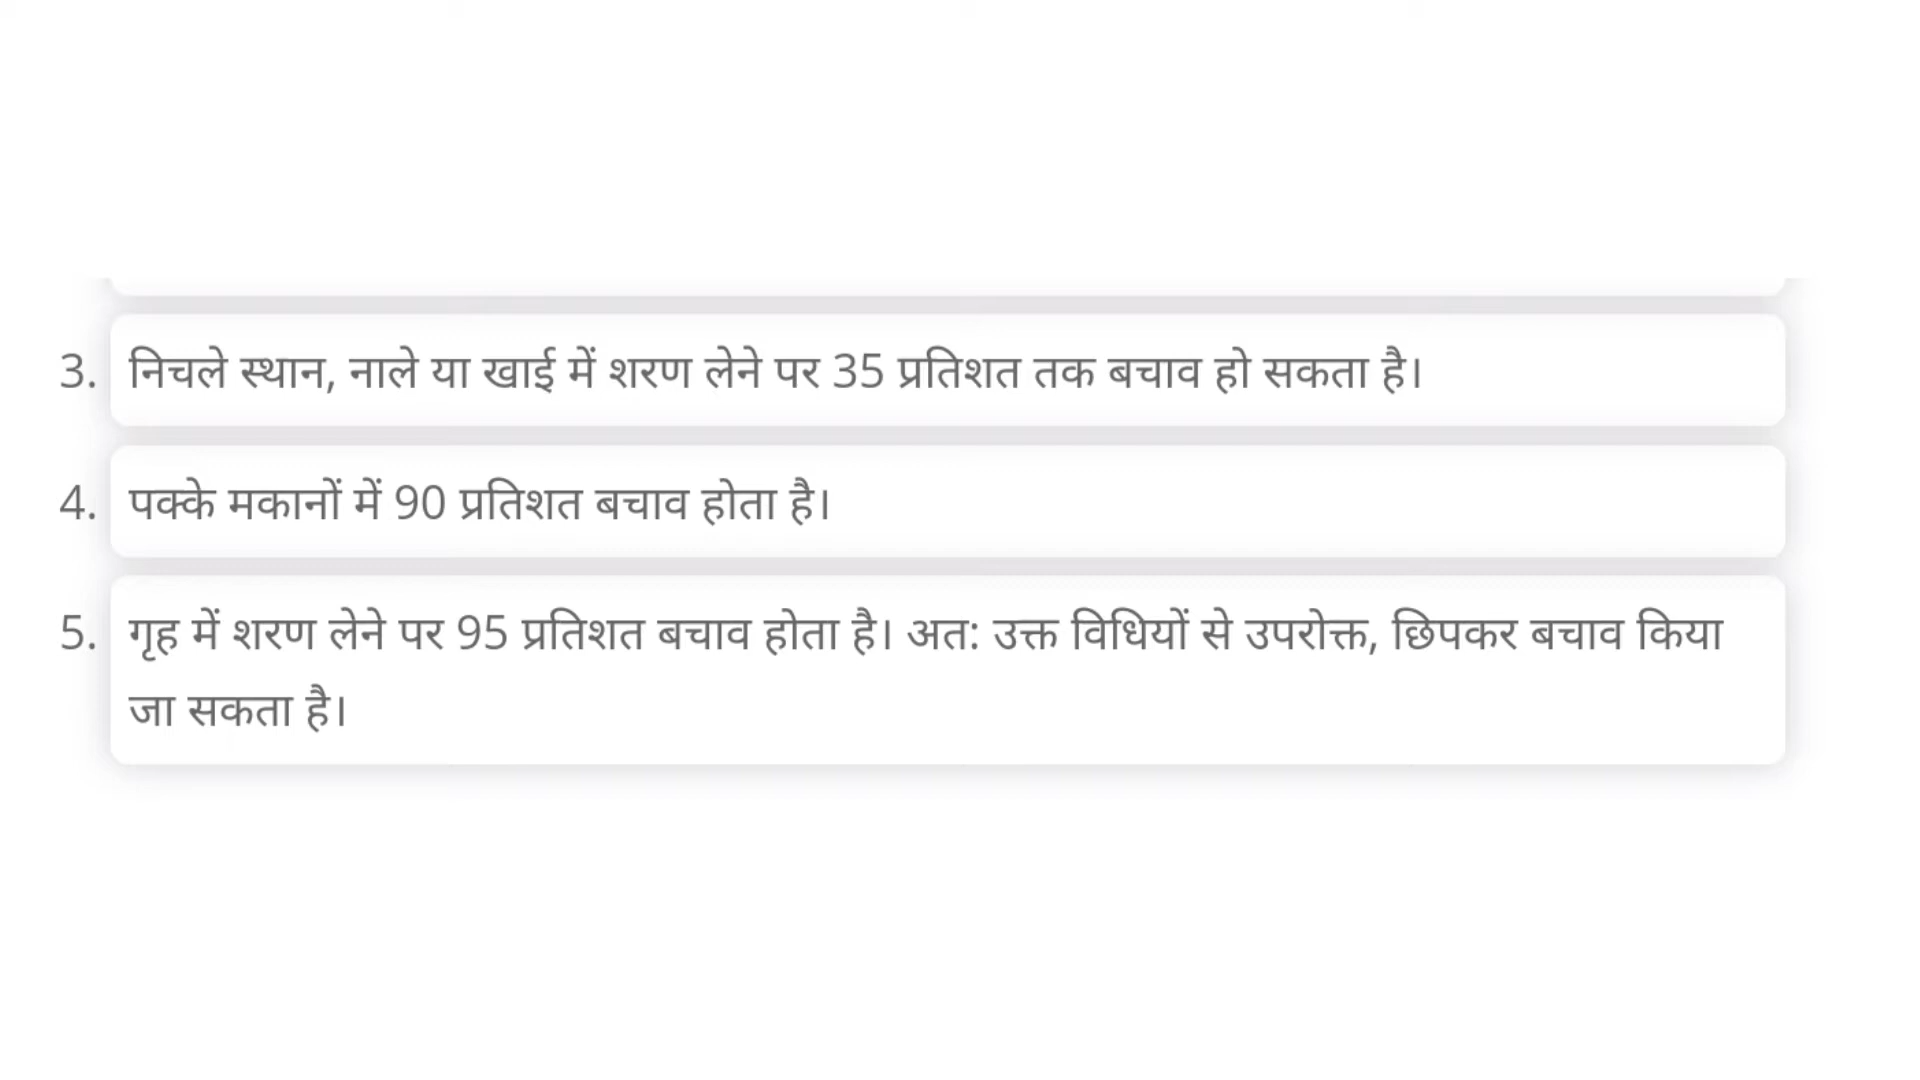 3. निचले स्थान, नाले या खाई में शरण लेने पर 35 प्रतिशत तक बचाव हो सकता है।
4. पक्के मकानों में 90 प्रतिशत बचाव होता है।
5. गृह में शरण लेने पर 95 प्रतिशत बचाव होता है। अत: उक्त विधियों से उपरोक्त, छिपकर बचाव किया
जा सकता है।